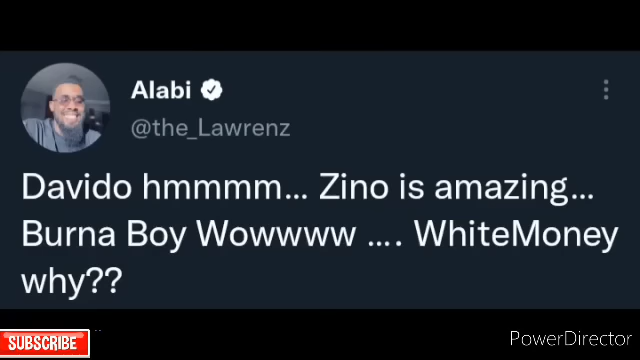 Alabi
@the_Lawrenz
Davido hmmmm... Zino is amazing...
Burna Boy Wowwww .... WhiteMoney
why??
SUBSCRIBE
PowerDirector